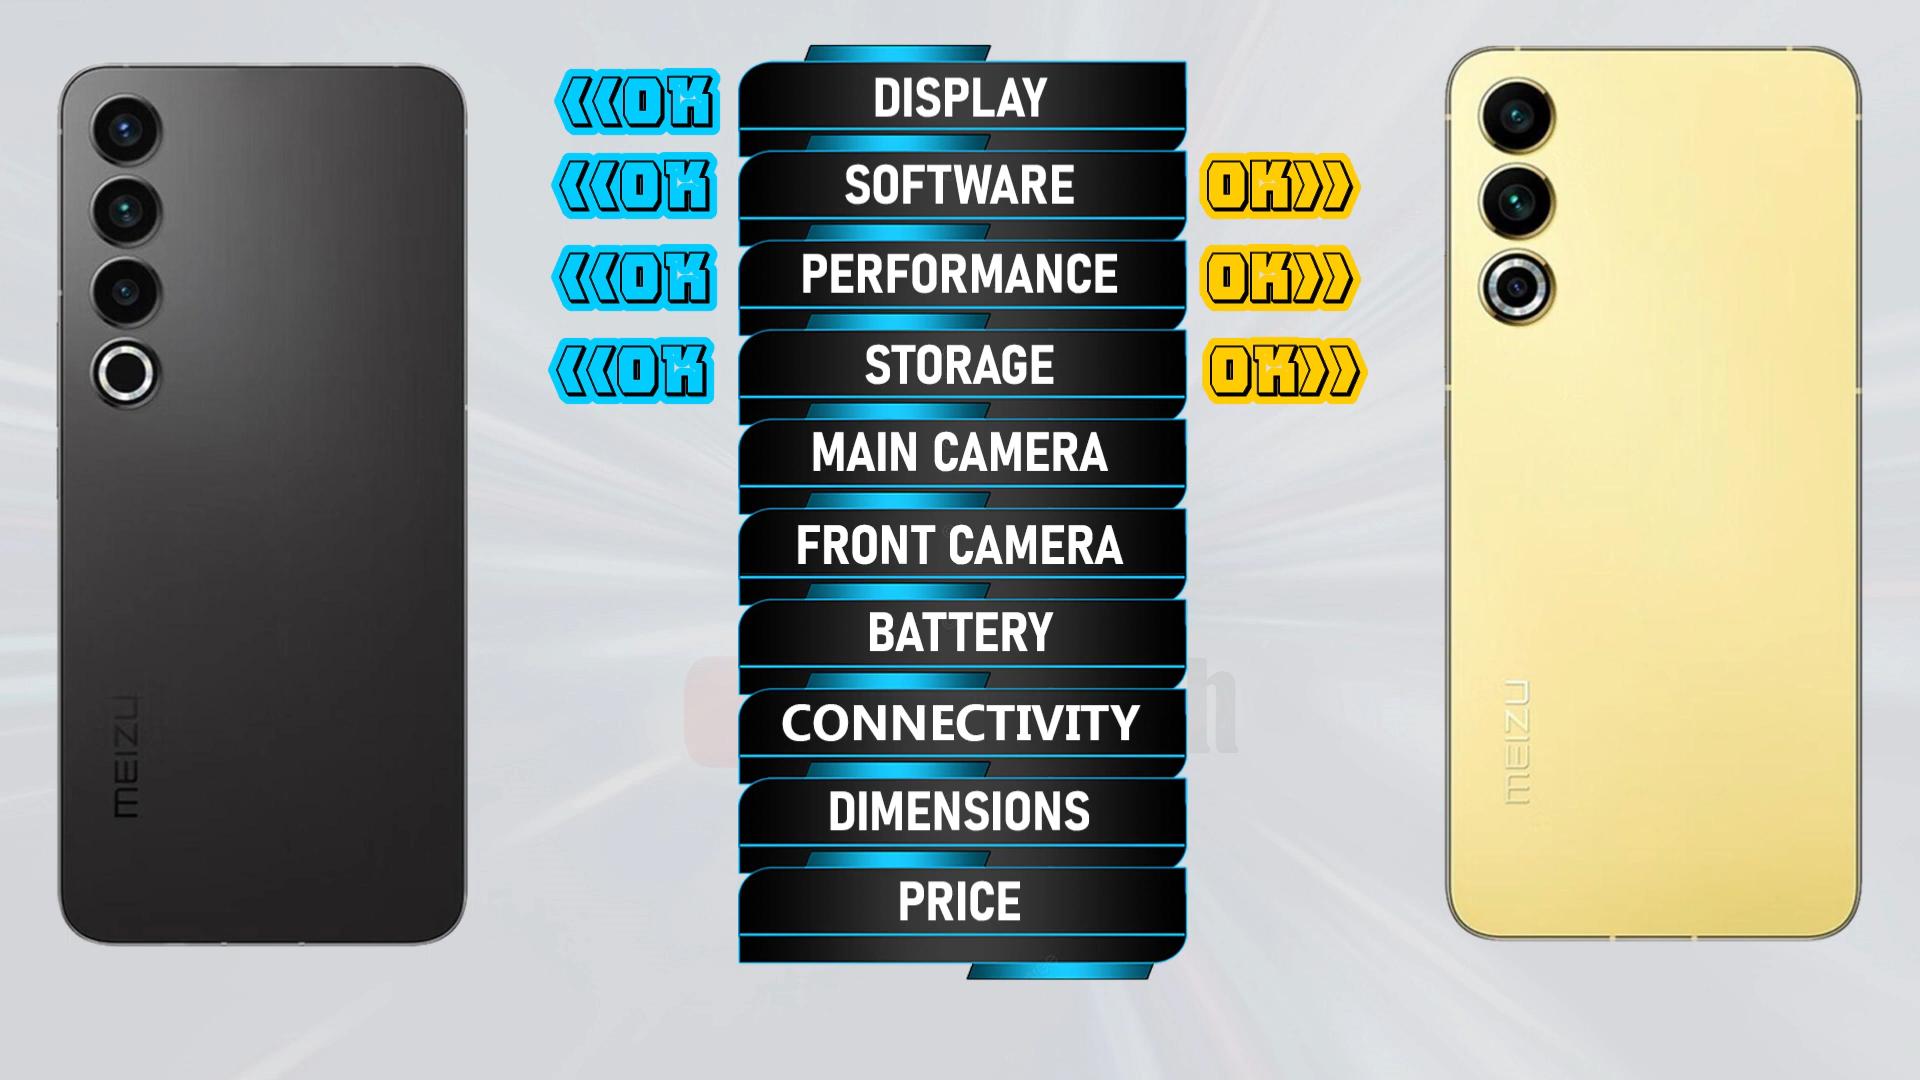 <<OK DISPLAY
<<OK SOFTWARE OK>>
<<OK PERFORMANCE OK>>
<<OK STORAGE OK>>
MAIN CAMERA
FRONT CAMERA
BATTERY
CONNECTIVITY
DIMENSIONS
PRICE
MEIZU
MEIZU